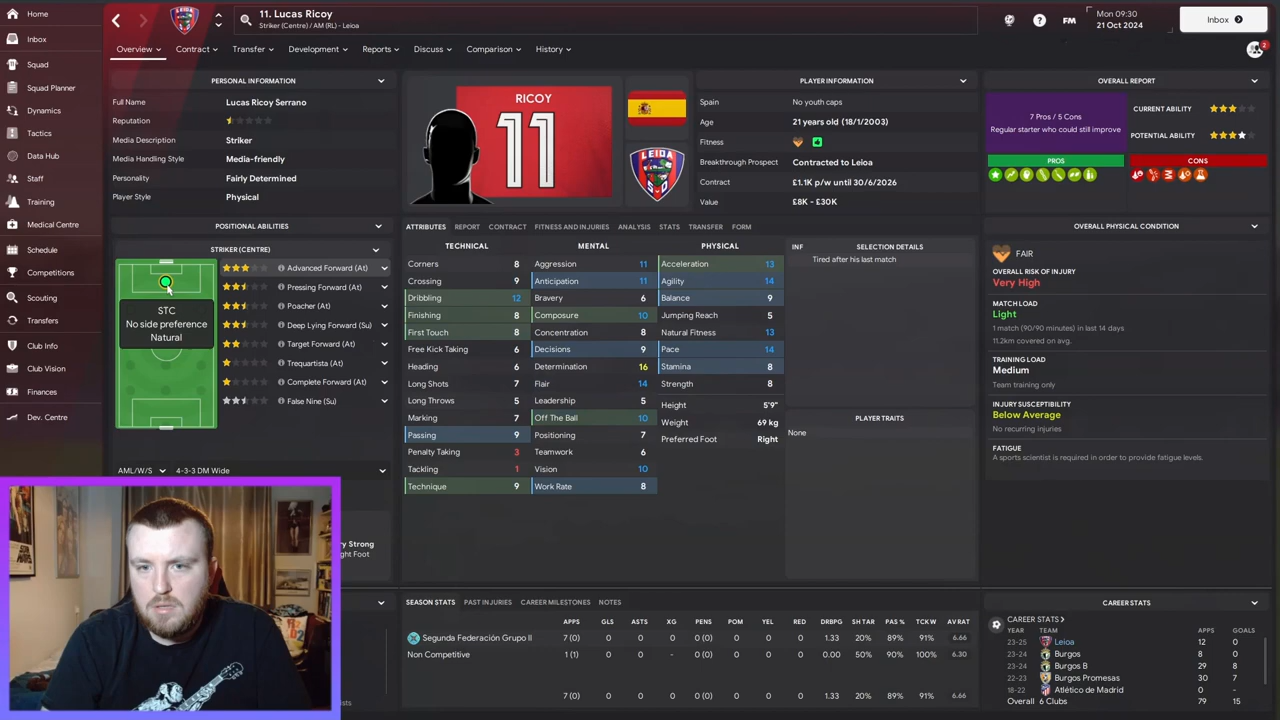 Home
Inbox
Squad
Squad Planner
Dynamics
Tactics
Data Hub
Staff
Training
Medical Centre
Schedule
Competitions
Scouting
Transfers
Club Info
Club Vision
Finances
Dev. Centre
11. Lucas Ricoy
Striker (Centre) / AM (RL) - Leioa
FM
Mon 09:30
21 Oct 2024
Inbox
Overview Contract Transfer Development Reports Discuss Comparison History
2
PERSONAL INFORMATION
Full Name Lucas Ricoy Serrano
Reputation
Media Description Striker
Media Handling Style Media-friendly
Personality Fairly Determined
Player Style Physical
RICOY
11
PLAYER INFORMATION
Spain No youth caps
Age 21 years old (18/1/2003)
Fitness
Breakthrough Prospect Contracted to Leioa
Contract £1.1K p/w until 30/6/2026
Value £8K - £30K
OVERALL REPORT
7 Pros / 5 Cons
Regular starter who could still improve
CURRENT ABILITY
POTENTIAL ABILITY
PROS CONS
POSITIONAL ABILITIES
STRIKER (CENTRE)
STC
No side preference
Natural
Advanced Forward (At)
Pressing Forward (At)
Poacher (At)
Deep Lying Forward (Su)
Target Forward (At)
Trequartista (At)
Complete Forward (At)
False Nine (Su)
AML/W/S 4-3-3 DM Wide
ry Strong
ght Foot
ATTRIBUTES REPORT CONTRACT FITNESS AND INJURIES ANALYSIS STATS TRANSFER FORM
TECHNICAL
Corners 8
Crossing 9
Dribbling 12
Finishing 8
First Touch 8
Free Kick Taking 6
Heading 6
Long Shots 7
Long Throws 5
Marking 7
Passing 9
Penalty Taking 3
Tackling 1
Technique 9
MENTAL
Aggression 11
Anticipation 11
Bravery 6
Composure 10
Concentration 8
Decisions 9
Determination 16
Flair 14
Leadership 5
Off The Ball 10
Positioning 7
Teamwork 6
Vision 10
Work Rate 8
PHYSICAL
Acceleration 13
Agility 14
Balance 9
Jumping Reach 5
Natural Fitness 13
Pace 14
Stamina 8
Strength 8
Height 5'9"
Weight 69 kg
Preferred Foot Right
INF SELECTION DETAILS
Tired after his last match
PLAYER TRAITS
None
OVERALL PHYSICAL CONDITION
FAIR
OVERALL RISK OF INJURY
Very High
MATCH LOAD
Light
1 match (90/90 minutes) in last 14 days
11.2km covered on avg.
TRAINING LOAD
Medium
Team training only
INJURY SUSCEPTIBILITY
Below Average
No recurring injuries
FATIGUE
A sports scientist is required in order to provide fatigue levels.
SEASON STATS PAST INJURIES CAREER MILESTONES NOTES
APPS GLS ASTS XG PENS POM YEL RED DRBPG SH TAR PAS % TCK W AV RAT
Segunda Federación Grupo II 7 (0) 0 0 0 0 (0) 0 0 0 1.33 20% 89% 91% 6.66
Non Competitive 1 (1) 0 0 - 0 (0) 0 0 0 0.00 50% 90% 100% 6.30
7 (0) 0 0 0 0 (0) 0 0 0 1.33 20% 89% 91% 6.66
CAREER STATS
CAREER STATS
YEAR TEAM APPS GOALS
23-25 Leioa 12 0
23-24 Burgos 8 0
23-24 Burgos B 29 8
22-23 Burgos Promesas 30 7
18-22 Atlético de Madrid 0 -
Overall 6 Clubs 79 15